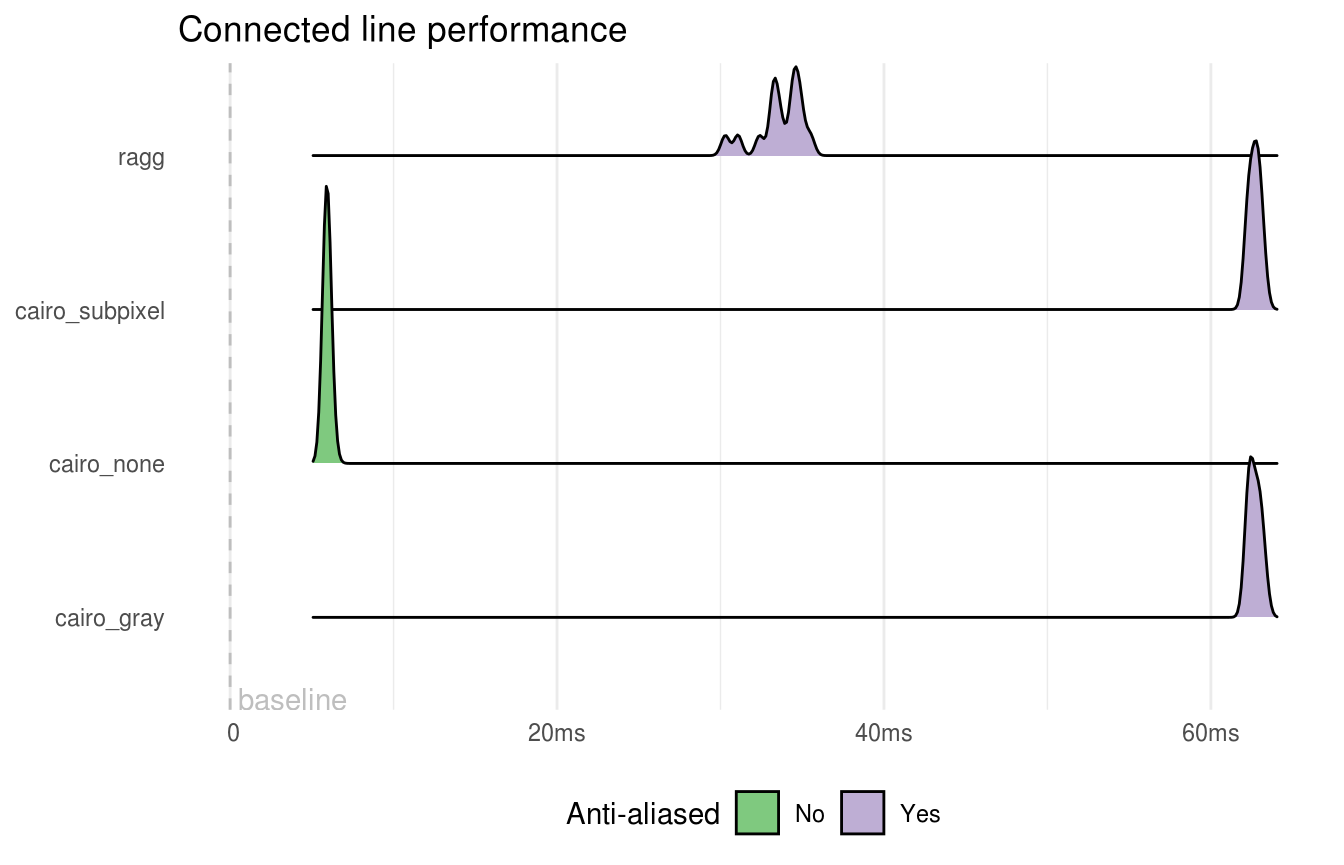 Connected line performance
ragg
cairo_subpixel
cairo_none
cairo_gray
baseline
0 20ms 40ms 60ms
Anti-aliased No Yes